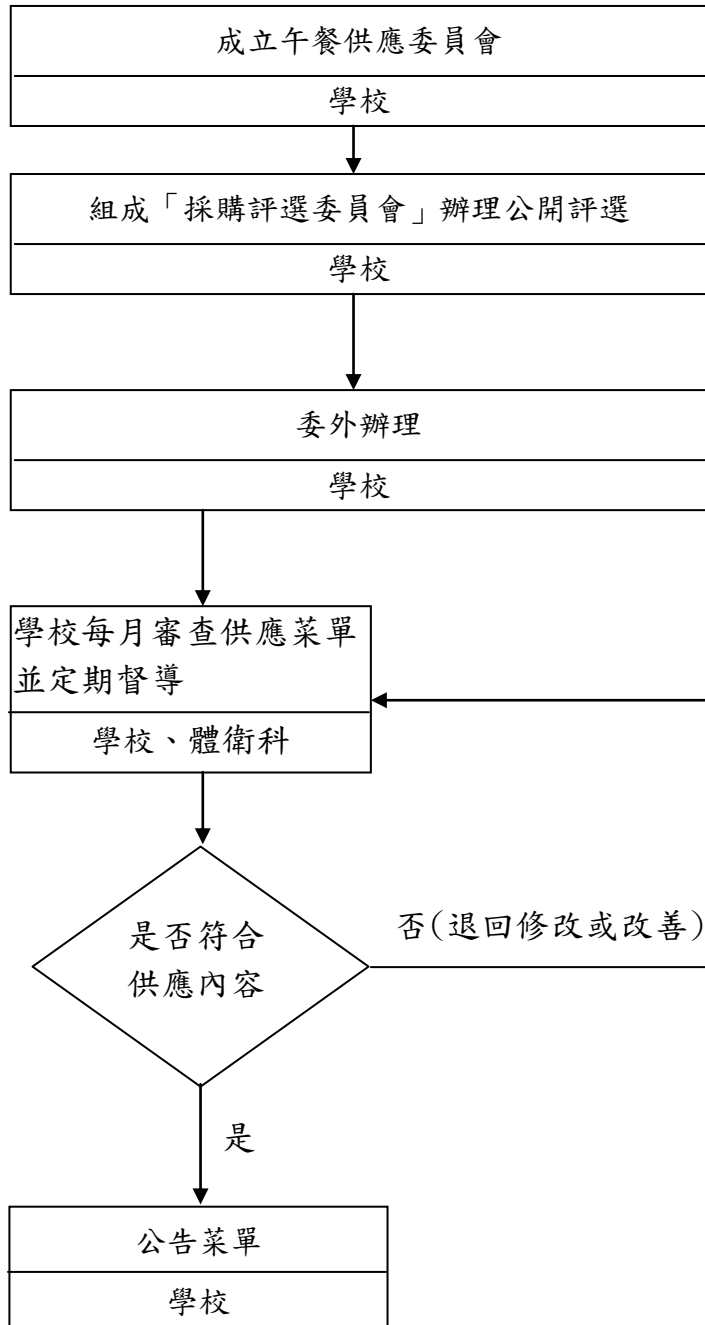 成立午餐供應委員會
學校
組成「採購評選委員會」辦理公開評選
學校
委外辦理
學校
學校每月審查供應菜單
並定期督導
學校、體衛科
是否符合
供應內容
否(退回修改或改善)
是
公告菜單
學校